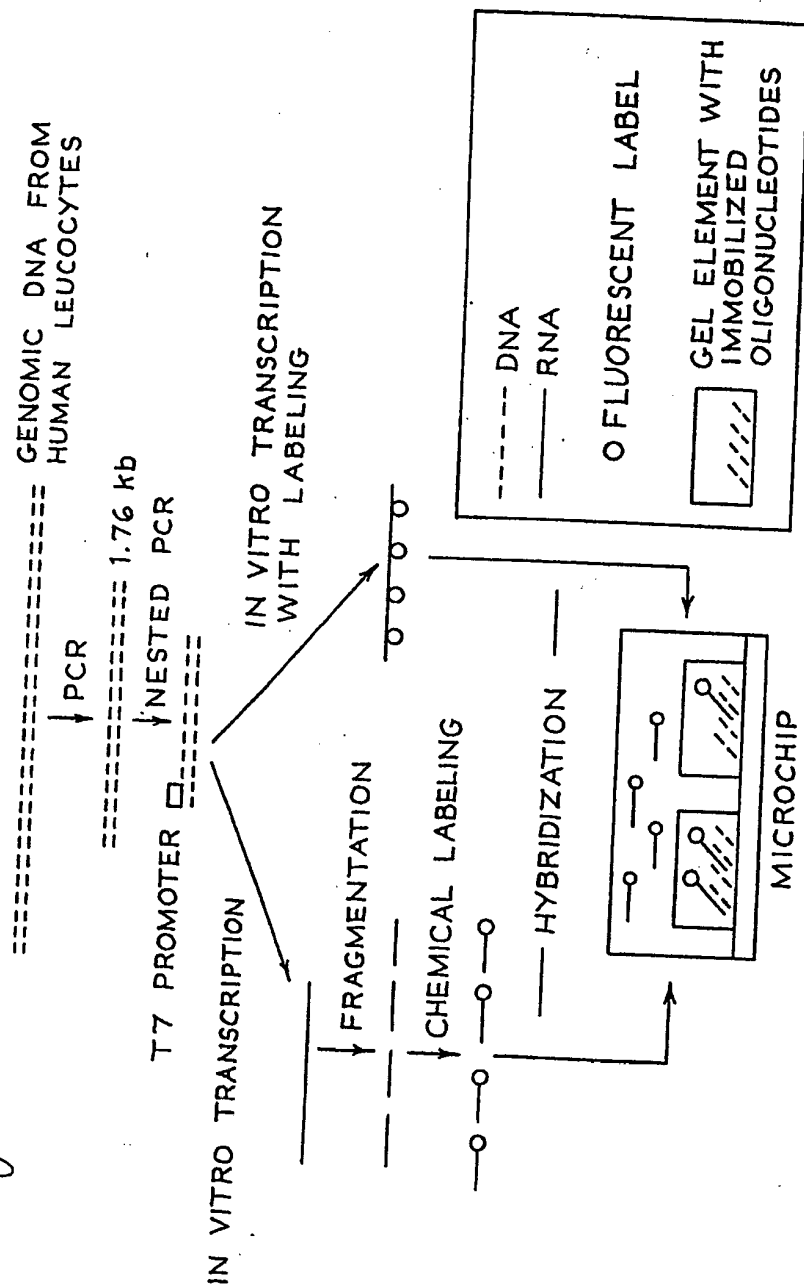 GENOMIC DNA FROM
HUMAN LEUCOCYTES
PCR
1.76 kb
NESTED PCR
T7 PROMOTER
IN VITRO TRANSCRIPTION
IN VITRO TRANSCRIPTION
WITH LABELING
FRAGMENTATION
CHEMICAL LABELING
HYBRIDIZATION
MICROCHIP
DNA
RNA
FLUORESCENT LABEL
GEL ELEMENT WITH
IMMOBILIZED
OLIGONUCLEOTIDES